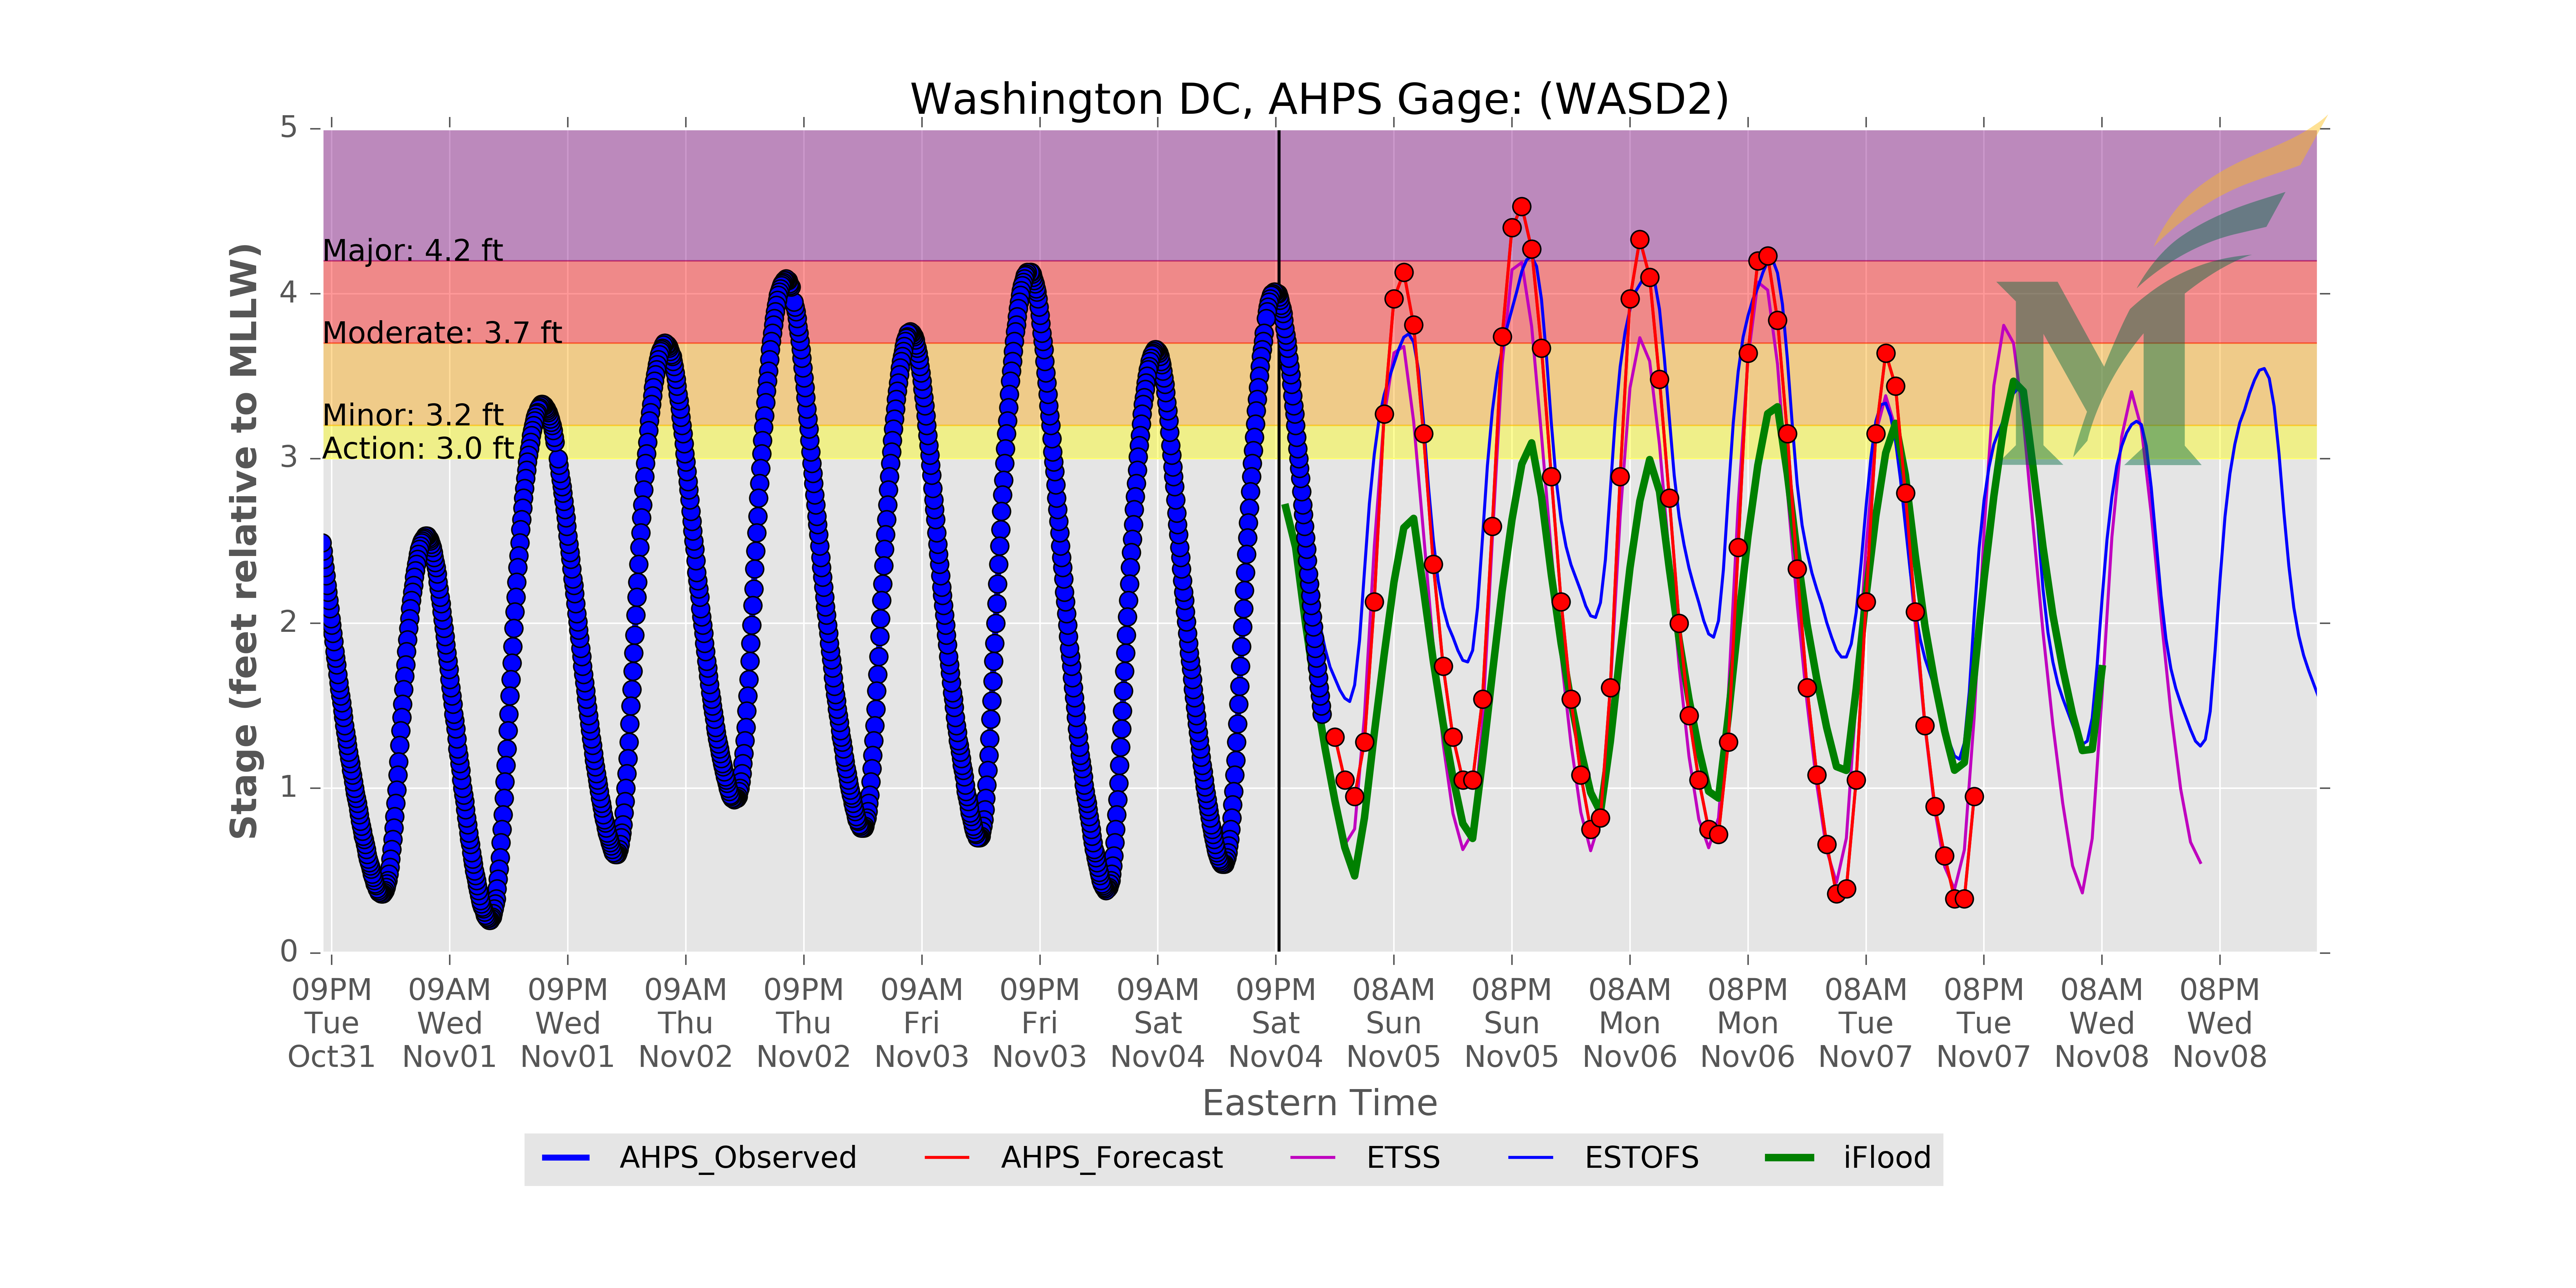 Washington DC, AHPS Gage: (WASD2)
Stage (feet relative to MLLW)
5
4
3
2
1
0
Major: 4.2 ft
Moderate: 3.7 ft
Minor: 3.2 ft
Action: 3.0 ft
M
09PM 09AM 09PM 09AM 09PM 09AM 09PM 09AM 09PM 08AM 08PM 08AM 08PM 08AM 08PM 08AM 08PM
Tue Wed Wed Thu Thu Fri Fri Sat Sat Sun Sun Mon Mon Tue Tue Wed Wed
Oct31 Nov01 Nov01 Nov02 Nov02 Nov03 Nov03 Nov04 Nov04 Nov05 Nov05 Nov06 Nov06 Nov07 Nov07 Nov08 Nov08
Eastern Time
AHPS_Observed AHPS_Forecast ETSS ESTOFS iFlood